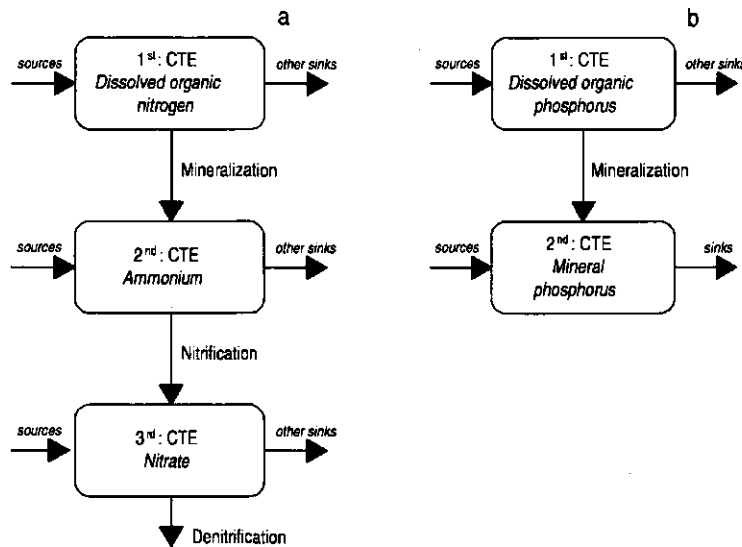 a
sources
1st: CTE
Dissolved organic
nitrogen
other sinks
Mineralization
sources
2nd: CTE
Ammonium
other sinks
Nitrification
sources
3nd: CTE
Nitrate
other sinks
Denitrification
b
sources
1st: CTE
Dissolved organic
phosphorus
other sinks
Mineralization
sources
2nd: CTE
Mineral
phosphorus
sinks